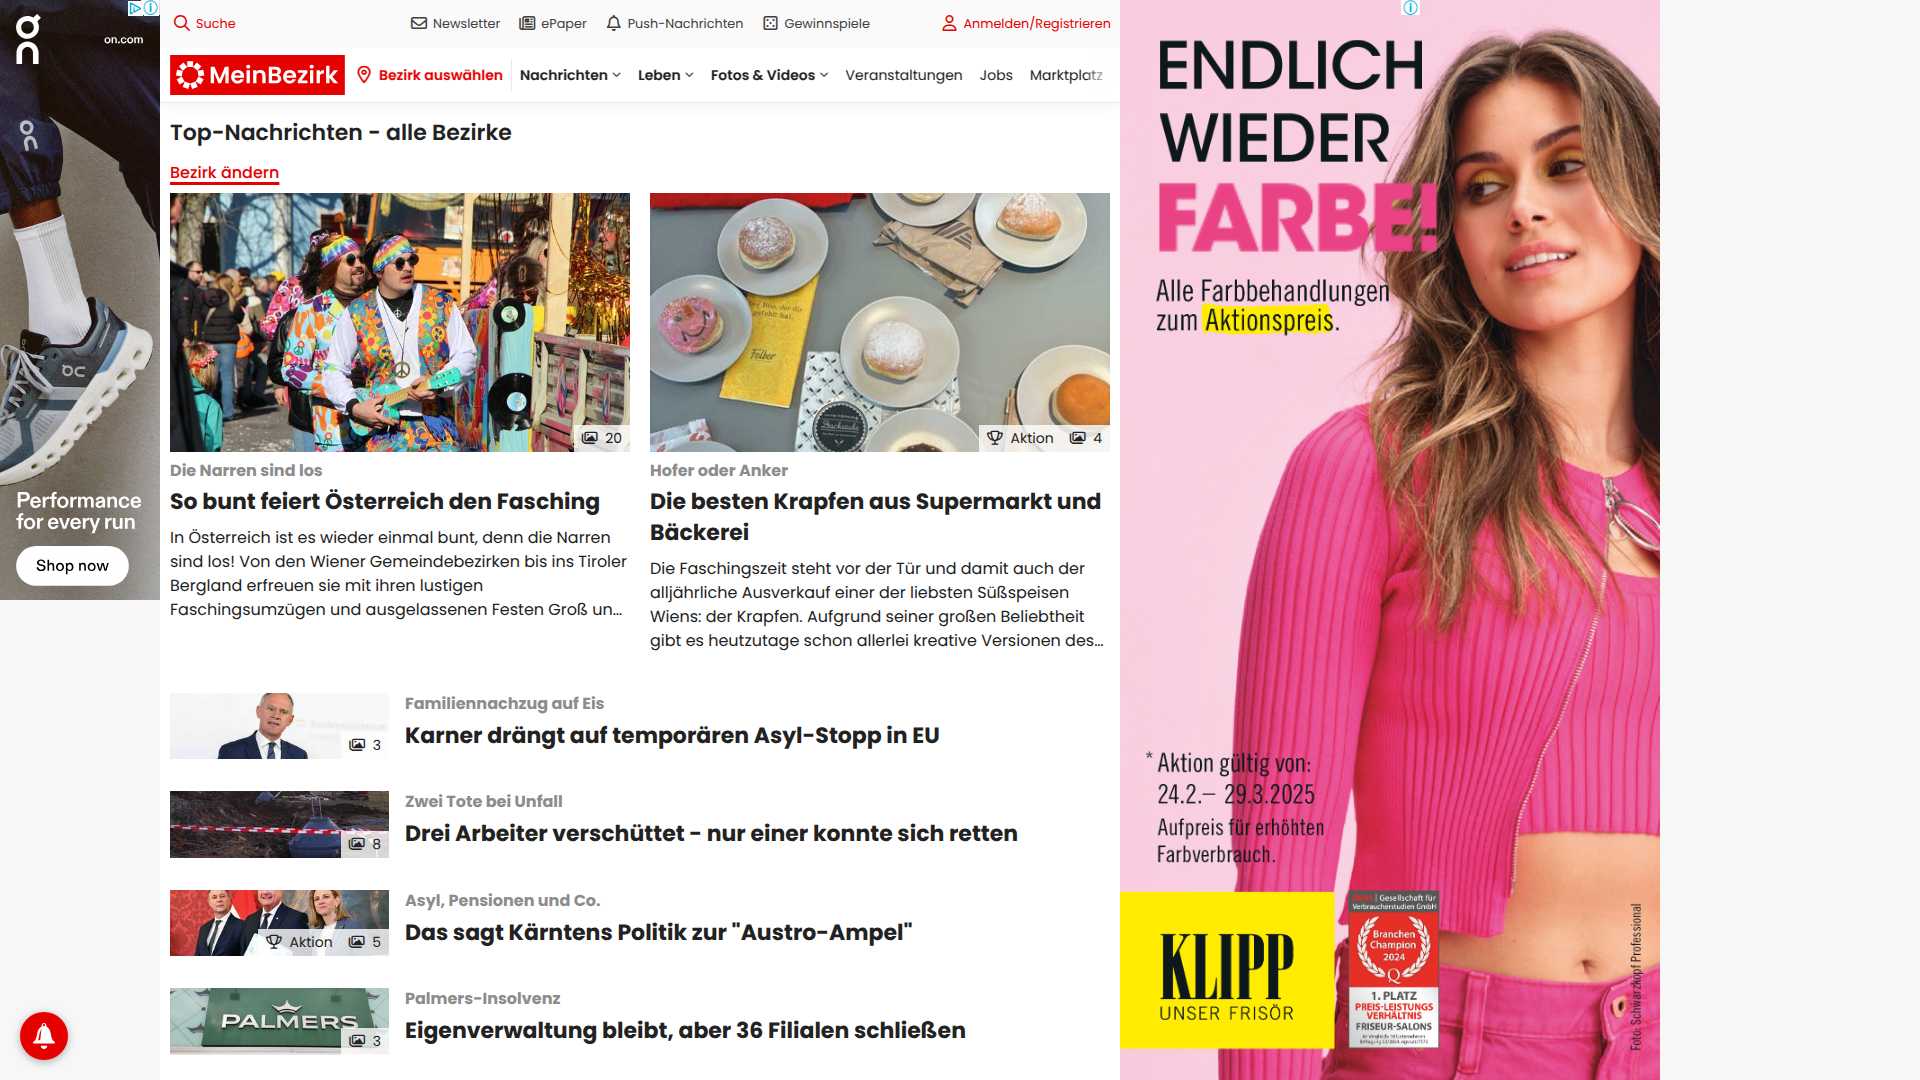 on.com
Performance
for every run
Shop now
Suche
Newsletter
ePaper
Push-Nachrichten
Gewinnspiele
Anmelden/Registrieren
MeinBezirk
Bezirk auswählen
Nachrichten
Leben
Fotos & Videos
Veranstaltungen
Jobs
Marktplatz
Top-Nachrichten - alle Bezirke
Bezirk ändern
20
Die Narren sind los
So bunt feiert Österreich den Fasching
In Österreich ist es wieder einmal bunt, denn die Narren
sind los! Von den Wiener Gemeindebezirken bis ins Tiroler
Bergland erfreuen sie mit ihren lustigen
Faschingsumzügen und ausgelassenen Festen Groß un...
Felber
Backwerk
Aktion
4
Hofer oder Anker
Die besten Krapfen aus Supermarkt und
Bäckerei
Die Faschingszeit steht vor der Tür und damit auch der
alljährliche Ausverkauf einer der liebsten Süßspeisen
Wiens: der Krapfen. Aufgrund seiner großen Beliebtheit
gibt es heutzutage schon allerlei kreative Versionen des...
3
Familiennachzug auf Eis
Karner drängt auf temporären Asyl-Stopp in EU
8
Zwei Tote bei Unfall
Drei Arbeiter verschüttet - nur einer konnte sich retten
Aktion
5
Asyl, Pensionen und Co.
Das sagt Kärntens Politik zur "Austro-Ampel"
PALMERS
3
Palmers-Insolvenz
Eigenverwaltung bleibt, aber 36 Filialen schließen
ENDLICH
WIEDER
FARBE!
Alle Farbbehandlungen
zum Aktionspreis.
* Aktion gültig von:
24.2.– 29.3.2025
Aufpreis für erhöhten
Farbverbrauch.
KLIPP
UNSER FRISÖR
Gesellschaft für
Verbraucherstudien GmbH
Branchen
Champion
2024
1. PLATZ
PREIS-LEISTUNGS
VERHÄLTNIS
FRISEUR-SALONS
Foto: Schwarzkopf Professional